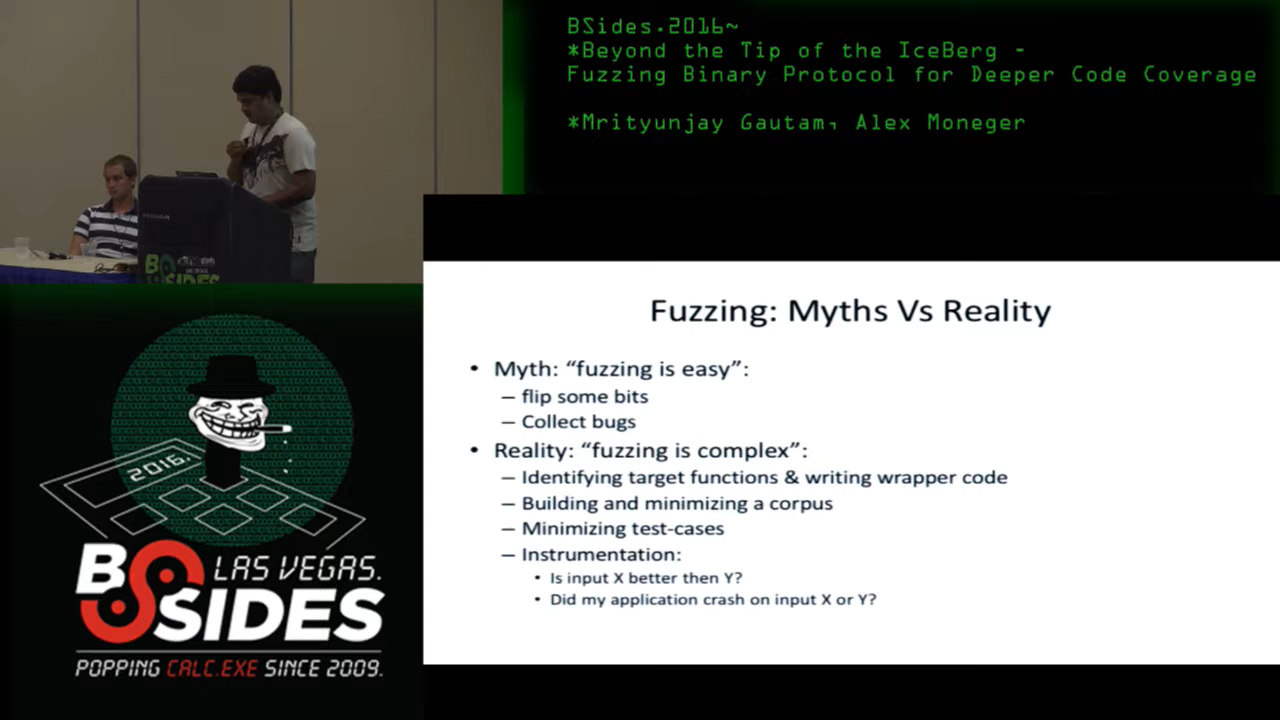 BSides.2016~
*Beyond the Tip of the IceBerg -
Fuzzing Binary Protocol for Deeper Code Coverage
*Mrityunjay Gautam, Alex Moneger
Fuzzing: Myths Vs Reality
• Myth: “fuzzing is easy”:
– flip some bits
– Collect bugs
• Reality: “fuzzing is complex”:
– Identifying target functions & writing wrapper code
– Building and minimizing a corpus
– Minimizing test-cases
– Instrumentation:
• Is input X better then Y?
• Did my application crash on input X or Y?
BSIDES
2016.
BSIDES
LAS VEGAS.
POPPING CALC.EXE SINCE 2009.